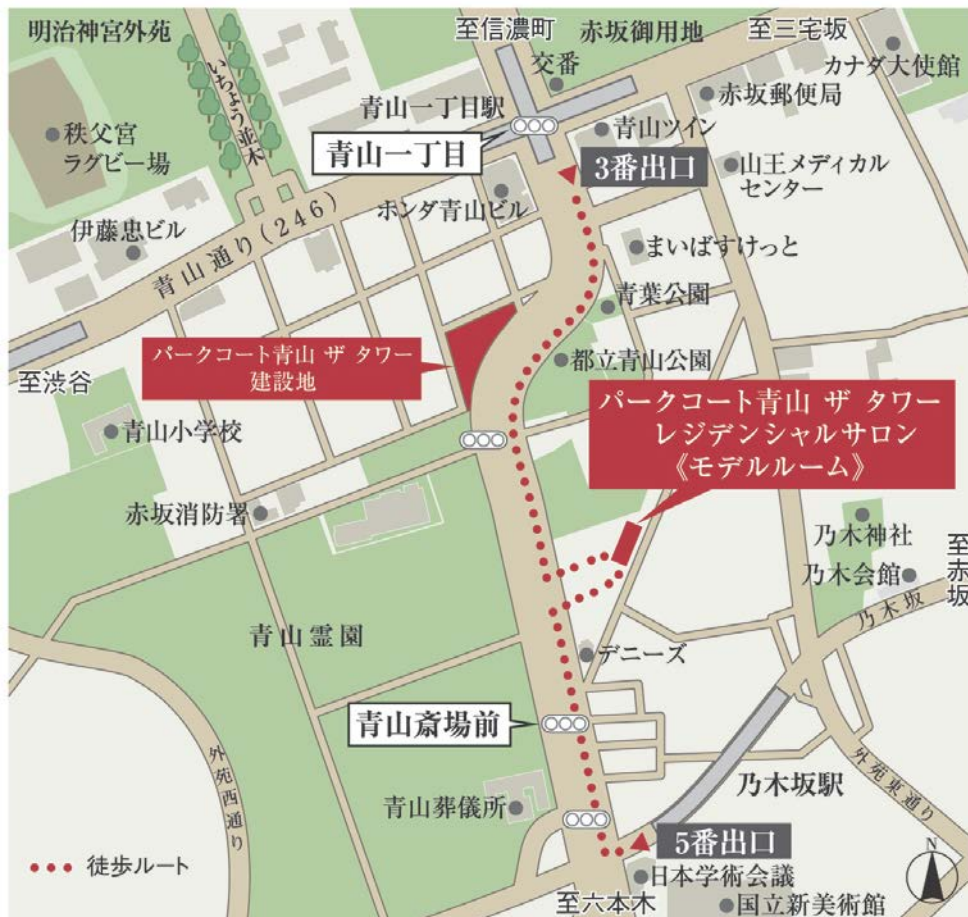 明治神宮外苑
至信濃町
赤坂御用地
至三宅坂
いちょう並木
交番
カナダ大使館
青山一丁目駅
赤坂郵便局
秩父宮
ラグビー場
青山一丁目
青山ツイン
3番出口
山王メディカル
センター
ホンダ青山ビル
伊藤忠ビル
青山通り(246)
まいばすけっと
青葉公園
パークコート青山 ザ タワー
建設地
都立青山公園
至渋谷
パークコート青山 ザ タワー
レジデンシャルサロン
《モデルルーム》
青山小学校
赤坂消防署
乃木神社
至赤坂
乃木会館
乃木坂
青山霊園
デニーズ
青山斎場前
外苑西通り
乃木坂駅
外苑東通り
青山葬儀所
5番出口
徒歩ルート
日本学術会議
至六本木
国立新美術館
N